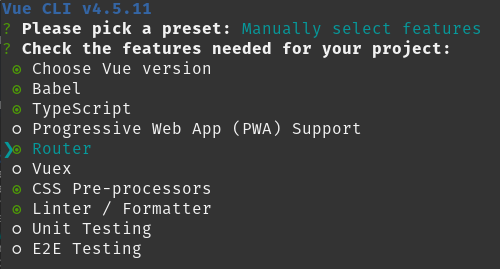 Vue CLI v4.5.11
? Please pick a preset: Manually select features
? Check the features needed for your project:
◉ Choose Vue version
◉ Babel
◉ TypeScript
◯ Progressive Web App (PWA) Support
❯◉ Router
◯ Vuex
◉ CSS Pre-processors
◉ Linter / Formatter
◯ Unit Testing
◯ E2E Testing